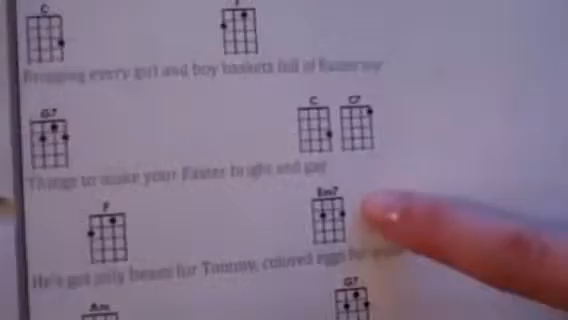 C F
Bringing every girl and boy baskets full of Easter joy
G7 C C7
Things to make your Easter bright and gay
F Em7
He's got jelly beans for Tommy, colored eggs for
Am G7